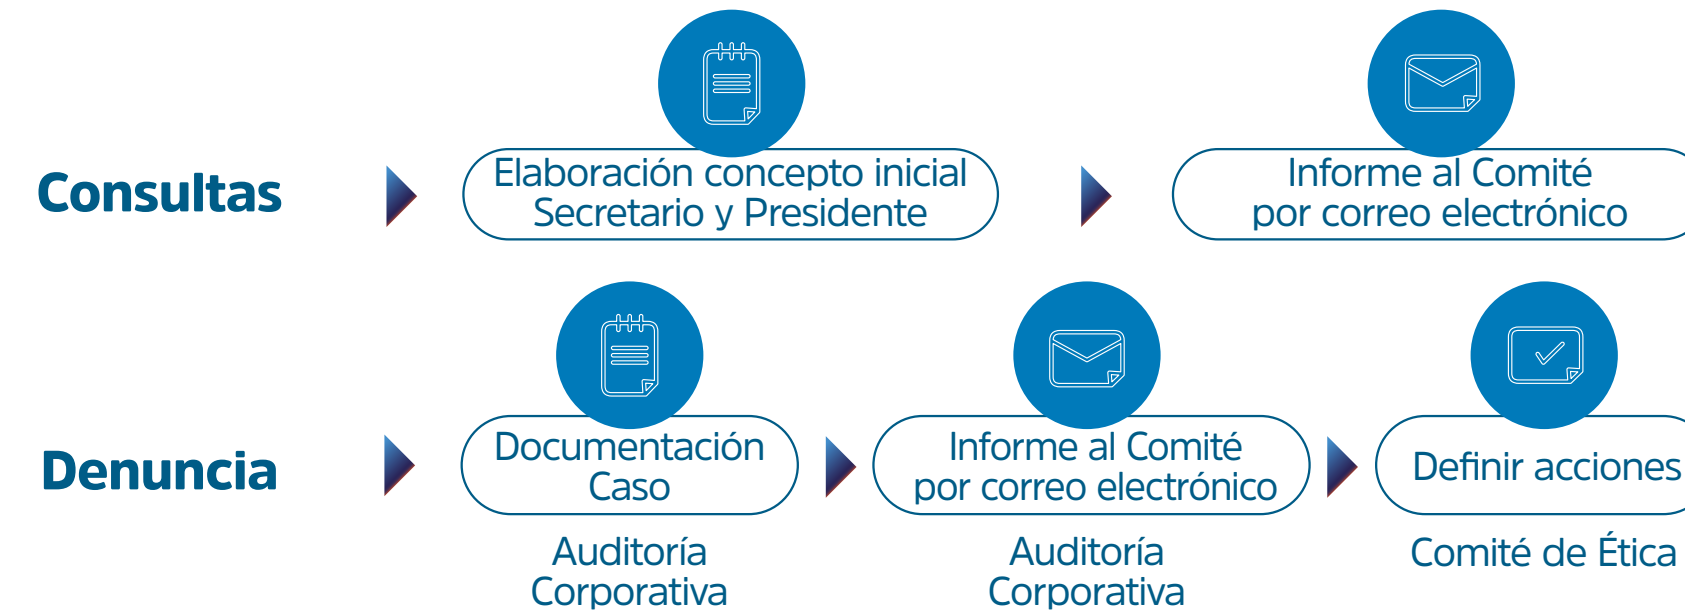 Consultas
Elaboración concepto inicial
Secretario y Presidente
Informe al Comité
por correo electrónico
Denuncia
Documentación
Caso
Auditoría
Corporativa
Informe al Comité
por correo electrónico
Auditoría
Corporativa
Definir acciones
Comité de Ética